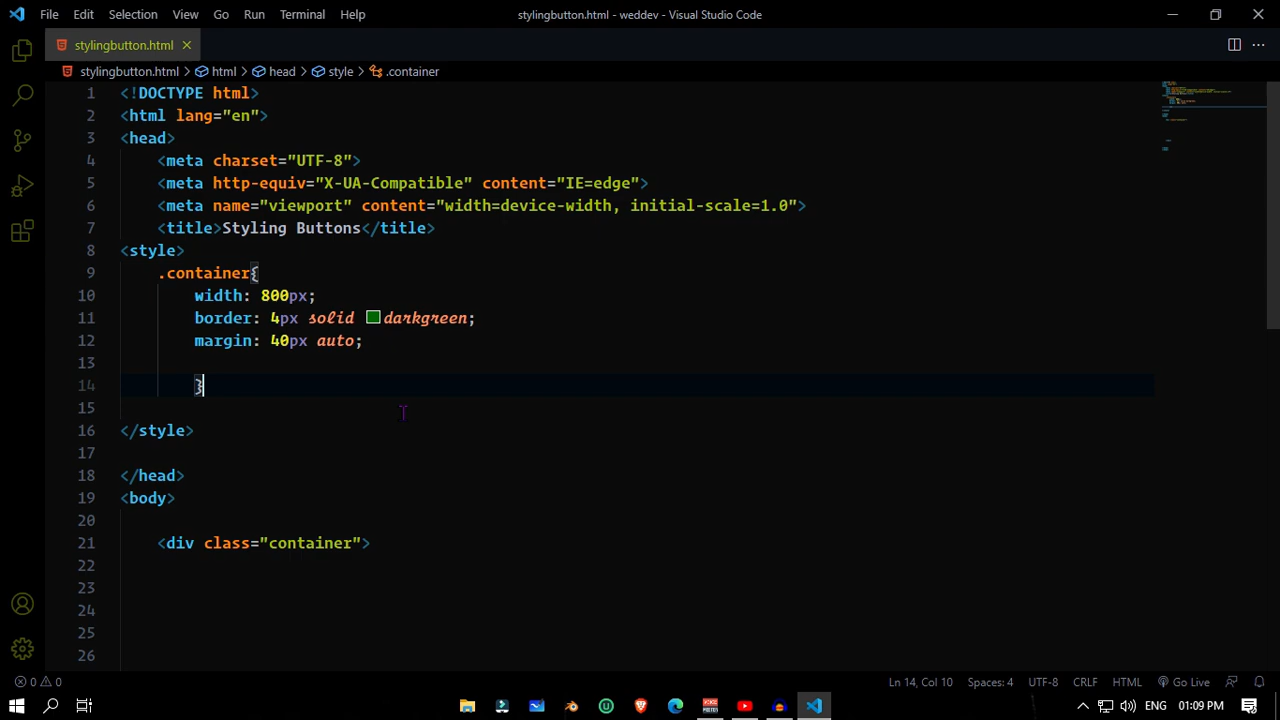 File Edit Selection View Go Run Terminal Help stylingbutton.html - weddev - Visual Studio Code
stylingbutton.html
stylingbutton.html > html > head > style > .container
1 <!DOCTYPE html>
2 <html lang="en">
3 <head>
4 <meta charset="UTF-8">
5 <meta http-equiv="X-UA-Compatible" content="IE=edge">
6 <meta name="viewport" content="width=device-width, initial-scale=1.0">
7 <title>Styling Buttons</title>
8 <style>
9 .container{
10 width: 800px;
11 border: 4px solid darkgreen;
12 margin: 40px auto;
13
14 }
15
16 </style>
17
18 </head>
19 <body>
20
21 <div class="container">
22
23
24
25
26
0 0 Ln 14, Col 10 Spaces: 4 UTF-8 CRLF HTML Go Live
ENG 01:09 PM